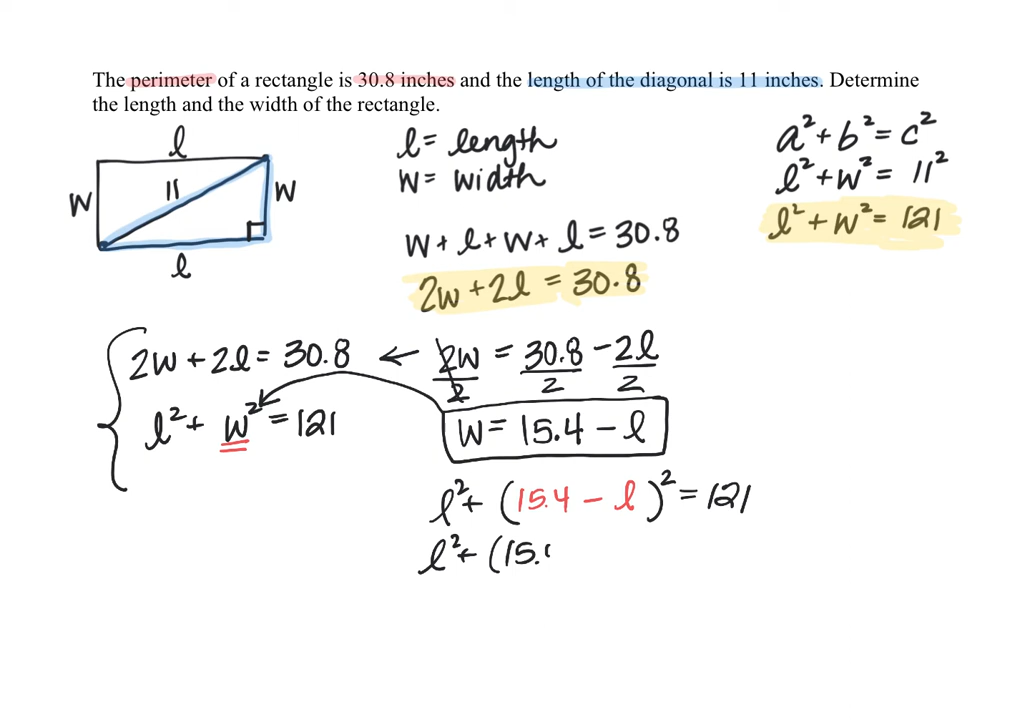 The perimeter of a rectangle is 30.8 inches and the length of the diagonal is 11 inches. Determine
the length and the width of the rectangle.
l
W
11
W
l
l = length
W = width
W + l + W + l = 30.8
2W + 2l = 30.8
a² + b² = c²
l² + W² = 11²
l² + W² = 121
2W + 2l = 30.8 ← 2W/2 = 30.8/2 - 2l/2
l² + W² = 121
W = 15.4 - l
l² + (15.4 - l)² = 121
l² + (15.